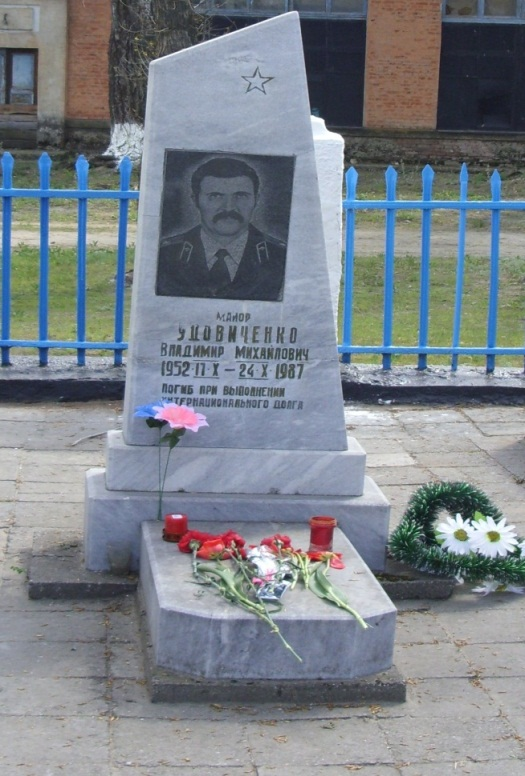 МАЙОР
УДОВИЧЕНКО
ВЛАДИМИР МИХАЙЛОВИЧ
1952 17·X — 24·X 1987
ПОГИБ ПРИ ВЫПОЛНЕНИИ
ИНТЕРНАЦИОНАЛЬНОГО ДОЛГА